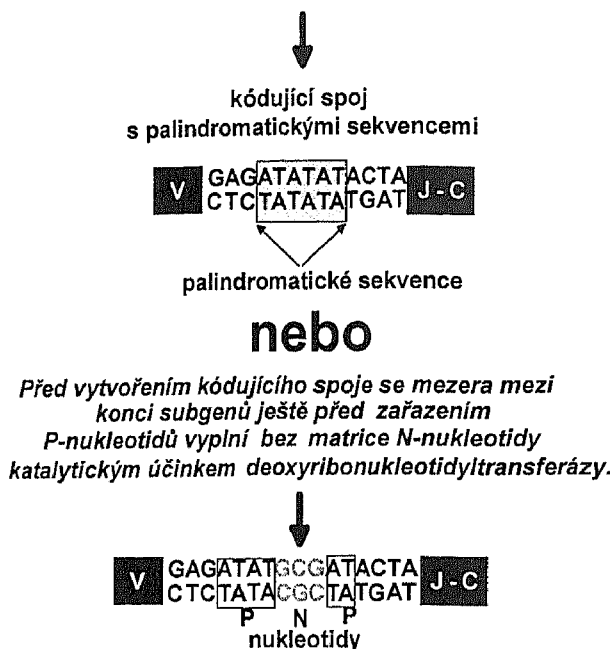 kódující spoj
s palindromatickými sekvencemi
V GAGATATATACTA J - C
CTCTATATATGAT
palindromatické sekvence
nebo
Před vytvořením kódujícího spoje se mezera mezi
konci subgenů ještě před zařazením
P-nukleotidů vyplní bez matrice N-nukleotidy
katalytickým účinkem deoxyribonukleotidyltransferázy.
V GAGATATGCGATACTA J - C
CTCTATACGCTATGAT
P N P
nukleotidy